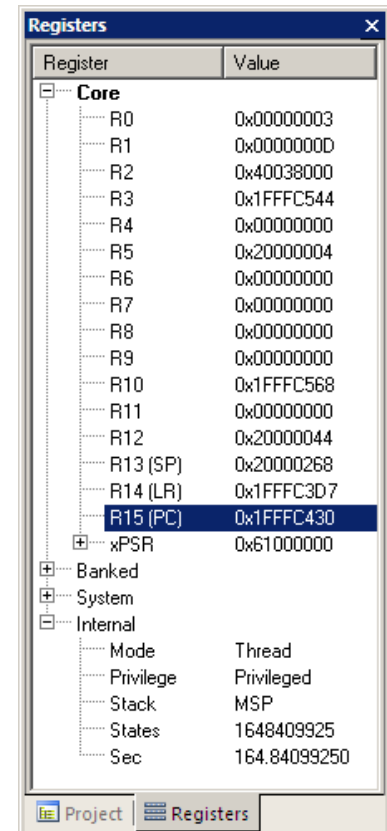 Registers
Register Value
Core
R0 0x00000003
R1 0x0000000D
R2 0x40038000
R3 0x1FFFC544
R4 0x00000000
R5 0x20000004
R6 0x00000000
R7 0x00000000
R8 0x00000000
R9 0x00000000
R10 0x1FFFC568
R11 0x00000000
R12 0x20000044
R13 (SP) 0x20000268
R14 (LR) 0x1FFFC3D7
R15 (PC) 0x1FFFC430
xPSR 0x61000000
Banked
System
Internal
Mode Thread
Privilege Privileged
Stack MSP
States 1648409925
Sec 164.84099250
Project Registers